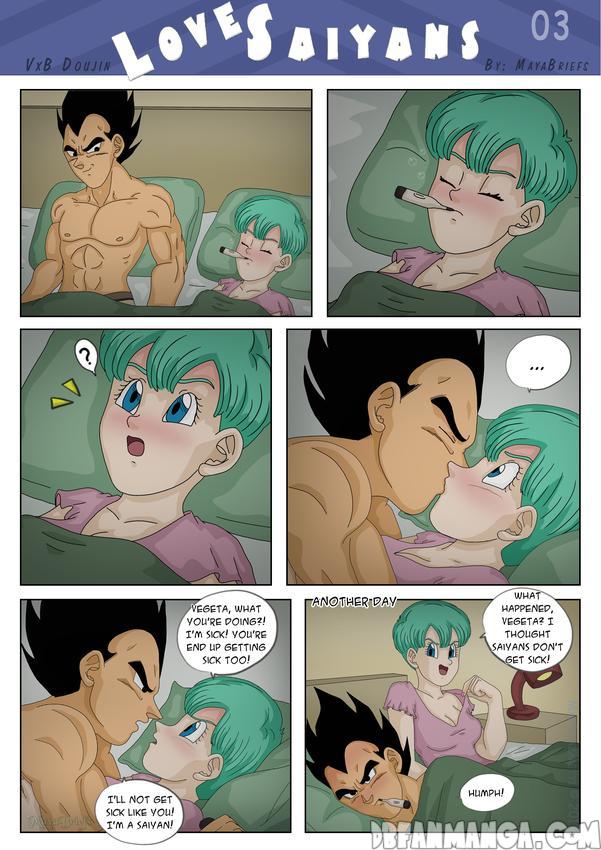 LOVE SAIYANS
03
VxB DOUJIN
BY: MAYABRIEFS
?
...
VEGETA, WHAT
YOU'RE DOING?!
I'M SICK! YOU'RE
END UP GETTING
SICK TOO!
I'LL NOT GET
SICK LIKE YOU!
I'M A SAIYAN!
ANOTHER DAY
WHAT
HAPPENED,
VEGETA? I
THOUGHT
SAIYANS DON'T
GET SICK!
HUMPH!
DBFANMANGA.COM